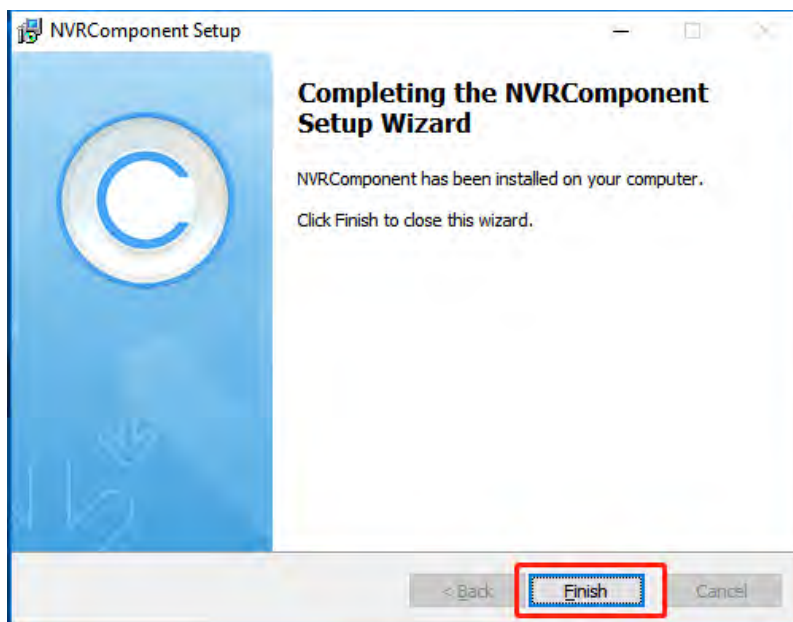 NVRComponent Setup
Completing the NVRComponent
Setup Wizard
NVRComponent has been installed on your computer.
Click Finish to close this wizard.
C
< Back
Finish
Cancel